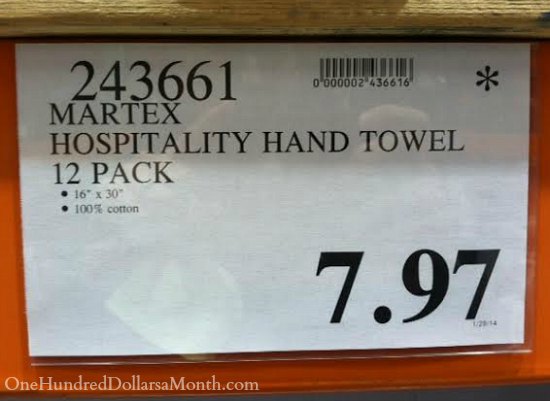 243661
0"000002"436616"
*
MARTEX
HOSPITALITY HAND TOWEL
12 PACK
• 16" x 30"
• 100% cotton
7.97
1/29/14
OneHundredDollarsaMonth.com